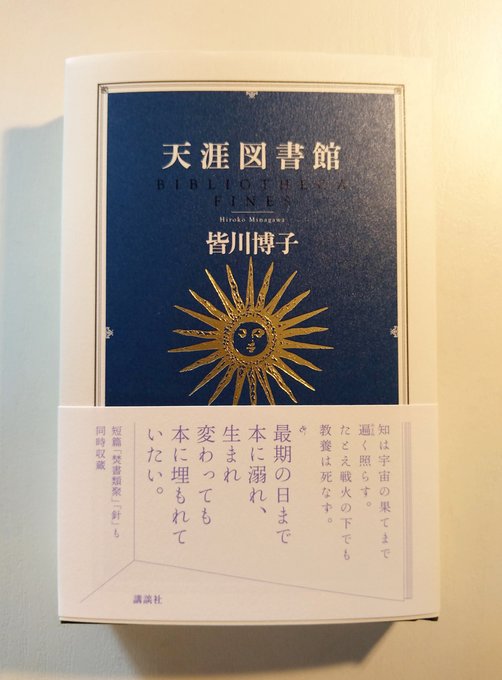 天涯図書館
BIBLIOTHECA
FINES
Hiroko Minagawa
皆川博子
知は宇宙の果てまで
遍く照らす。
たとえ戦火の下でも
教養は死なず。
最期の日まで
本に溺れ、
生まれ
変わっても
本に埋もれて
いたい。
短篇「焚書類聚」「針」も
同時収蔵
講談社